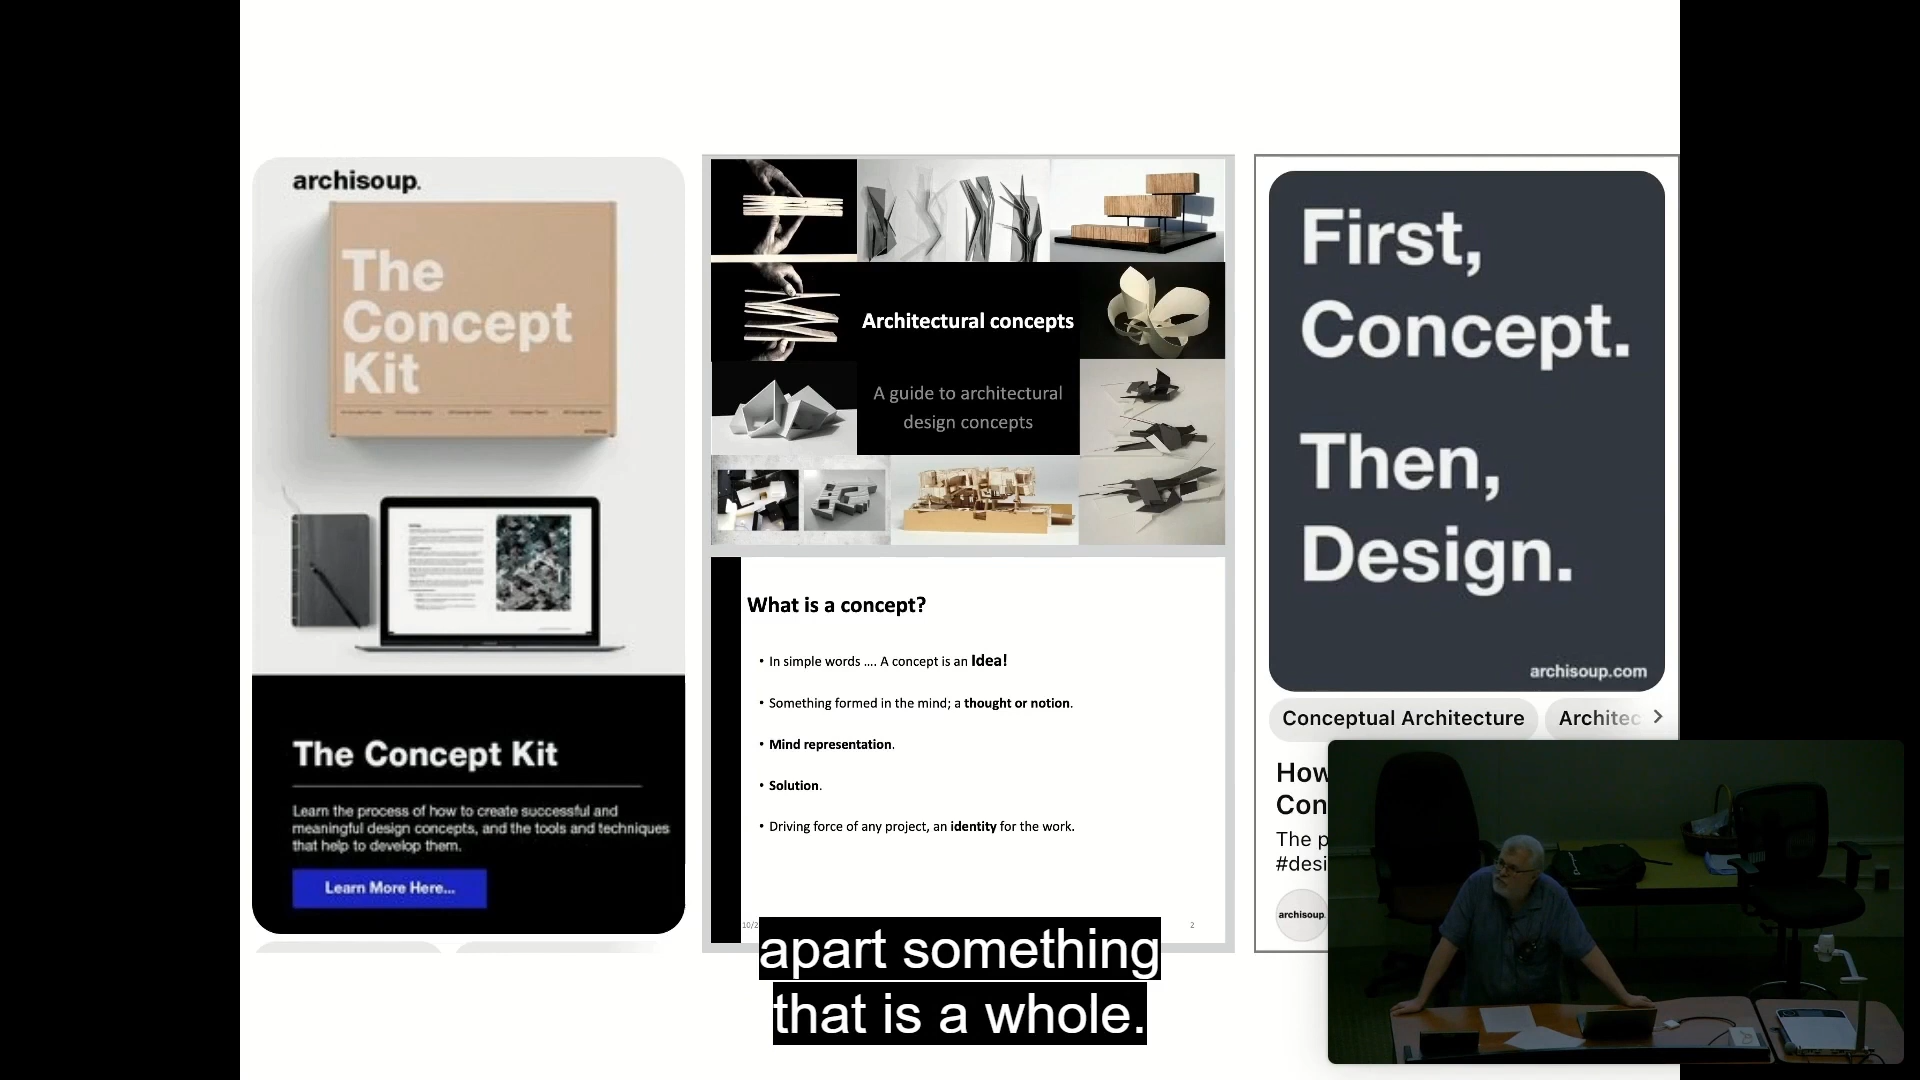 archisoup.
The
Concept
Kit
The Concept Kit
Learn the process of how to create successful and
meaningful design concepts, and the tools and techniques
that help to develop them.
Learn More Here...
Architectural concepts
A guide to architectural
design concepts
What is a concept?
• In simple words .... A concept is an Idea!
• Something formed in the mind; a thought or notion.
• Mind representation.
• Solution.
• Driving force of any project, an identity for the work.
10/2
2
First,
Concept.
Then,
Design.
archisoup.com
Conceptual Architecture
Architec
How
Con
The p
#desi
archisoup.
apart something
that is a whole.